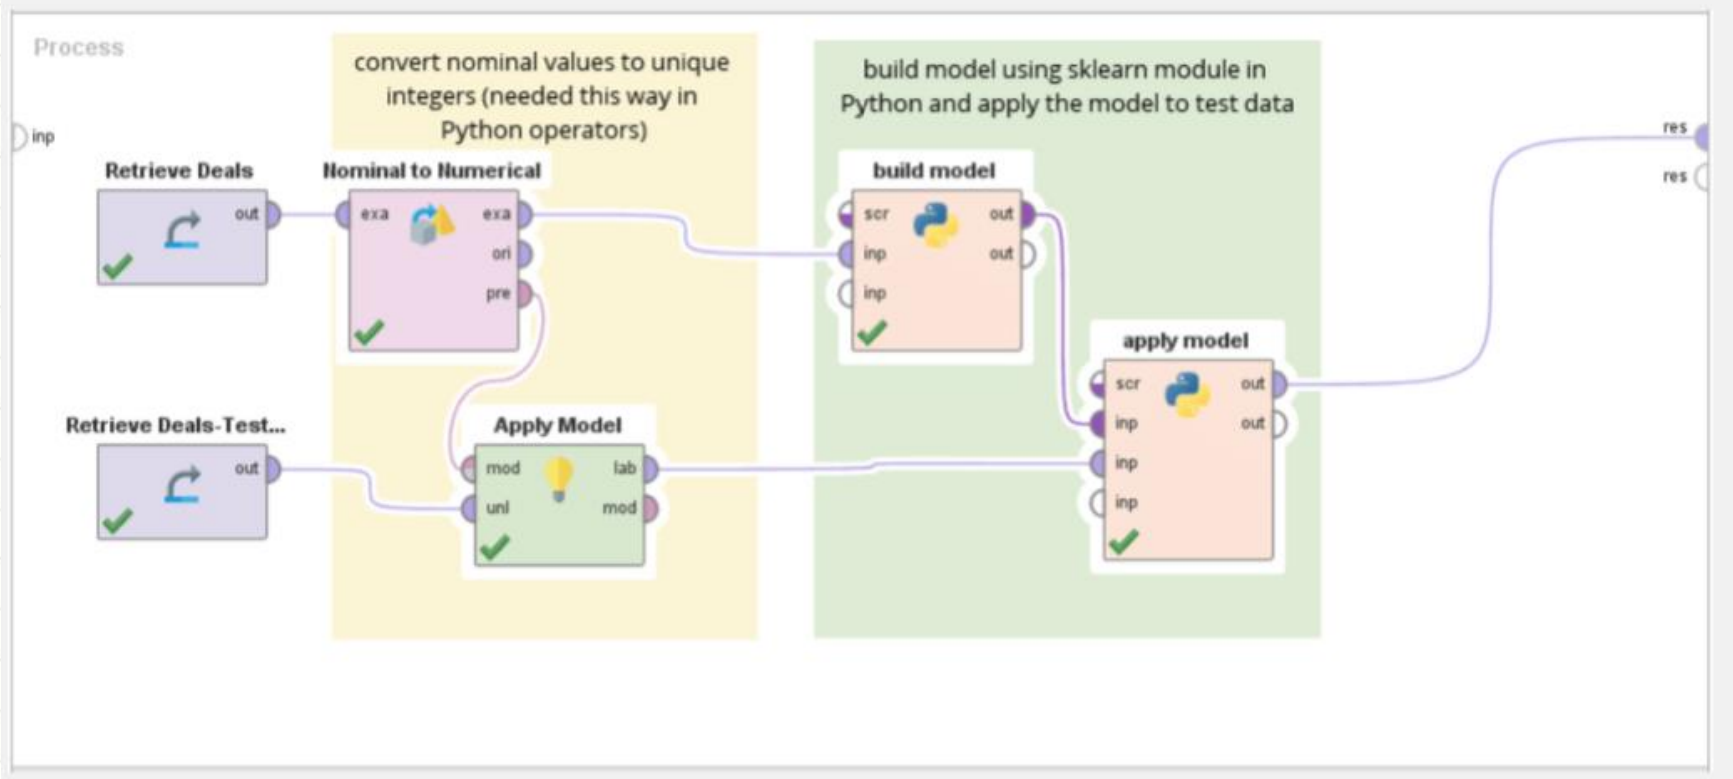 Process
convert nominal values to unique
integers (needed this way in
Python operators)
build model using sklearn module in
Python and apply the model to test data
inp
res
res
Retrieve Deals
out
Nominal to Numerical
exa
exa
ori
pre
build model
scr
out
inp
out
inp
apply model
scr
out
inp
out
inp
inp
Retrieve Deals-Test...
out
Apply Model
mod
lab
unl
mod